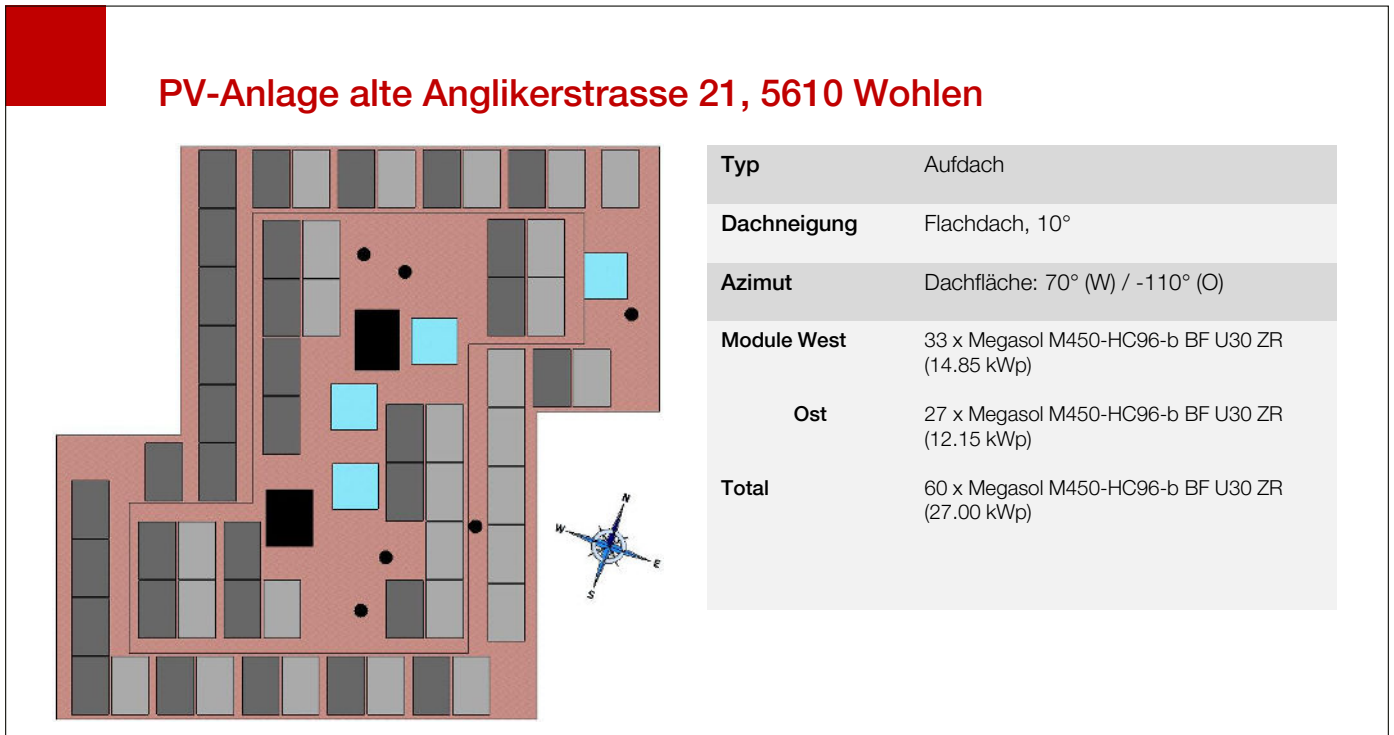 PV-Anlage alte Anglikerstrasse 21, 5610 Wohlen
Typ Aufdach
Dachneigung Flachdach, 10°
Azimut Dachfläche: 70° (W) / -110° (O)
Module West 33 x Megasol M450-HC96-b BF U30 ZR
(14.85 kWp)
Ost 27 x Megasol M450-HC96-b BF U30 ZR
(12.15 kWp)
Total 60 x Megasol M450-HC96-b BF U30 ZR
(27.00 kWp)
N
W
E
S